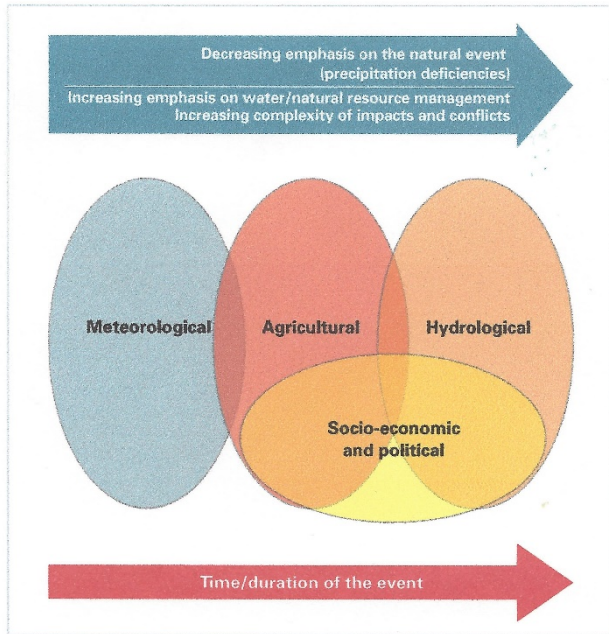 Decreasing emphasis on the natural event
(precipitation deficiencies)
Increasing emphasis on water/natural resource management
Increasing complexity of impacts and conflicts
Meteorological
Agricultural
Hydrological
Socio-economic
and political
Time/duration of the event